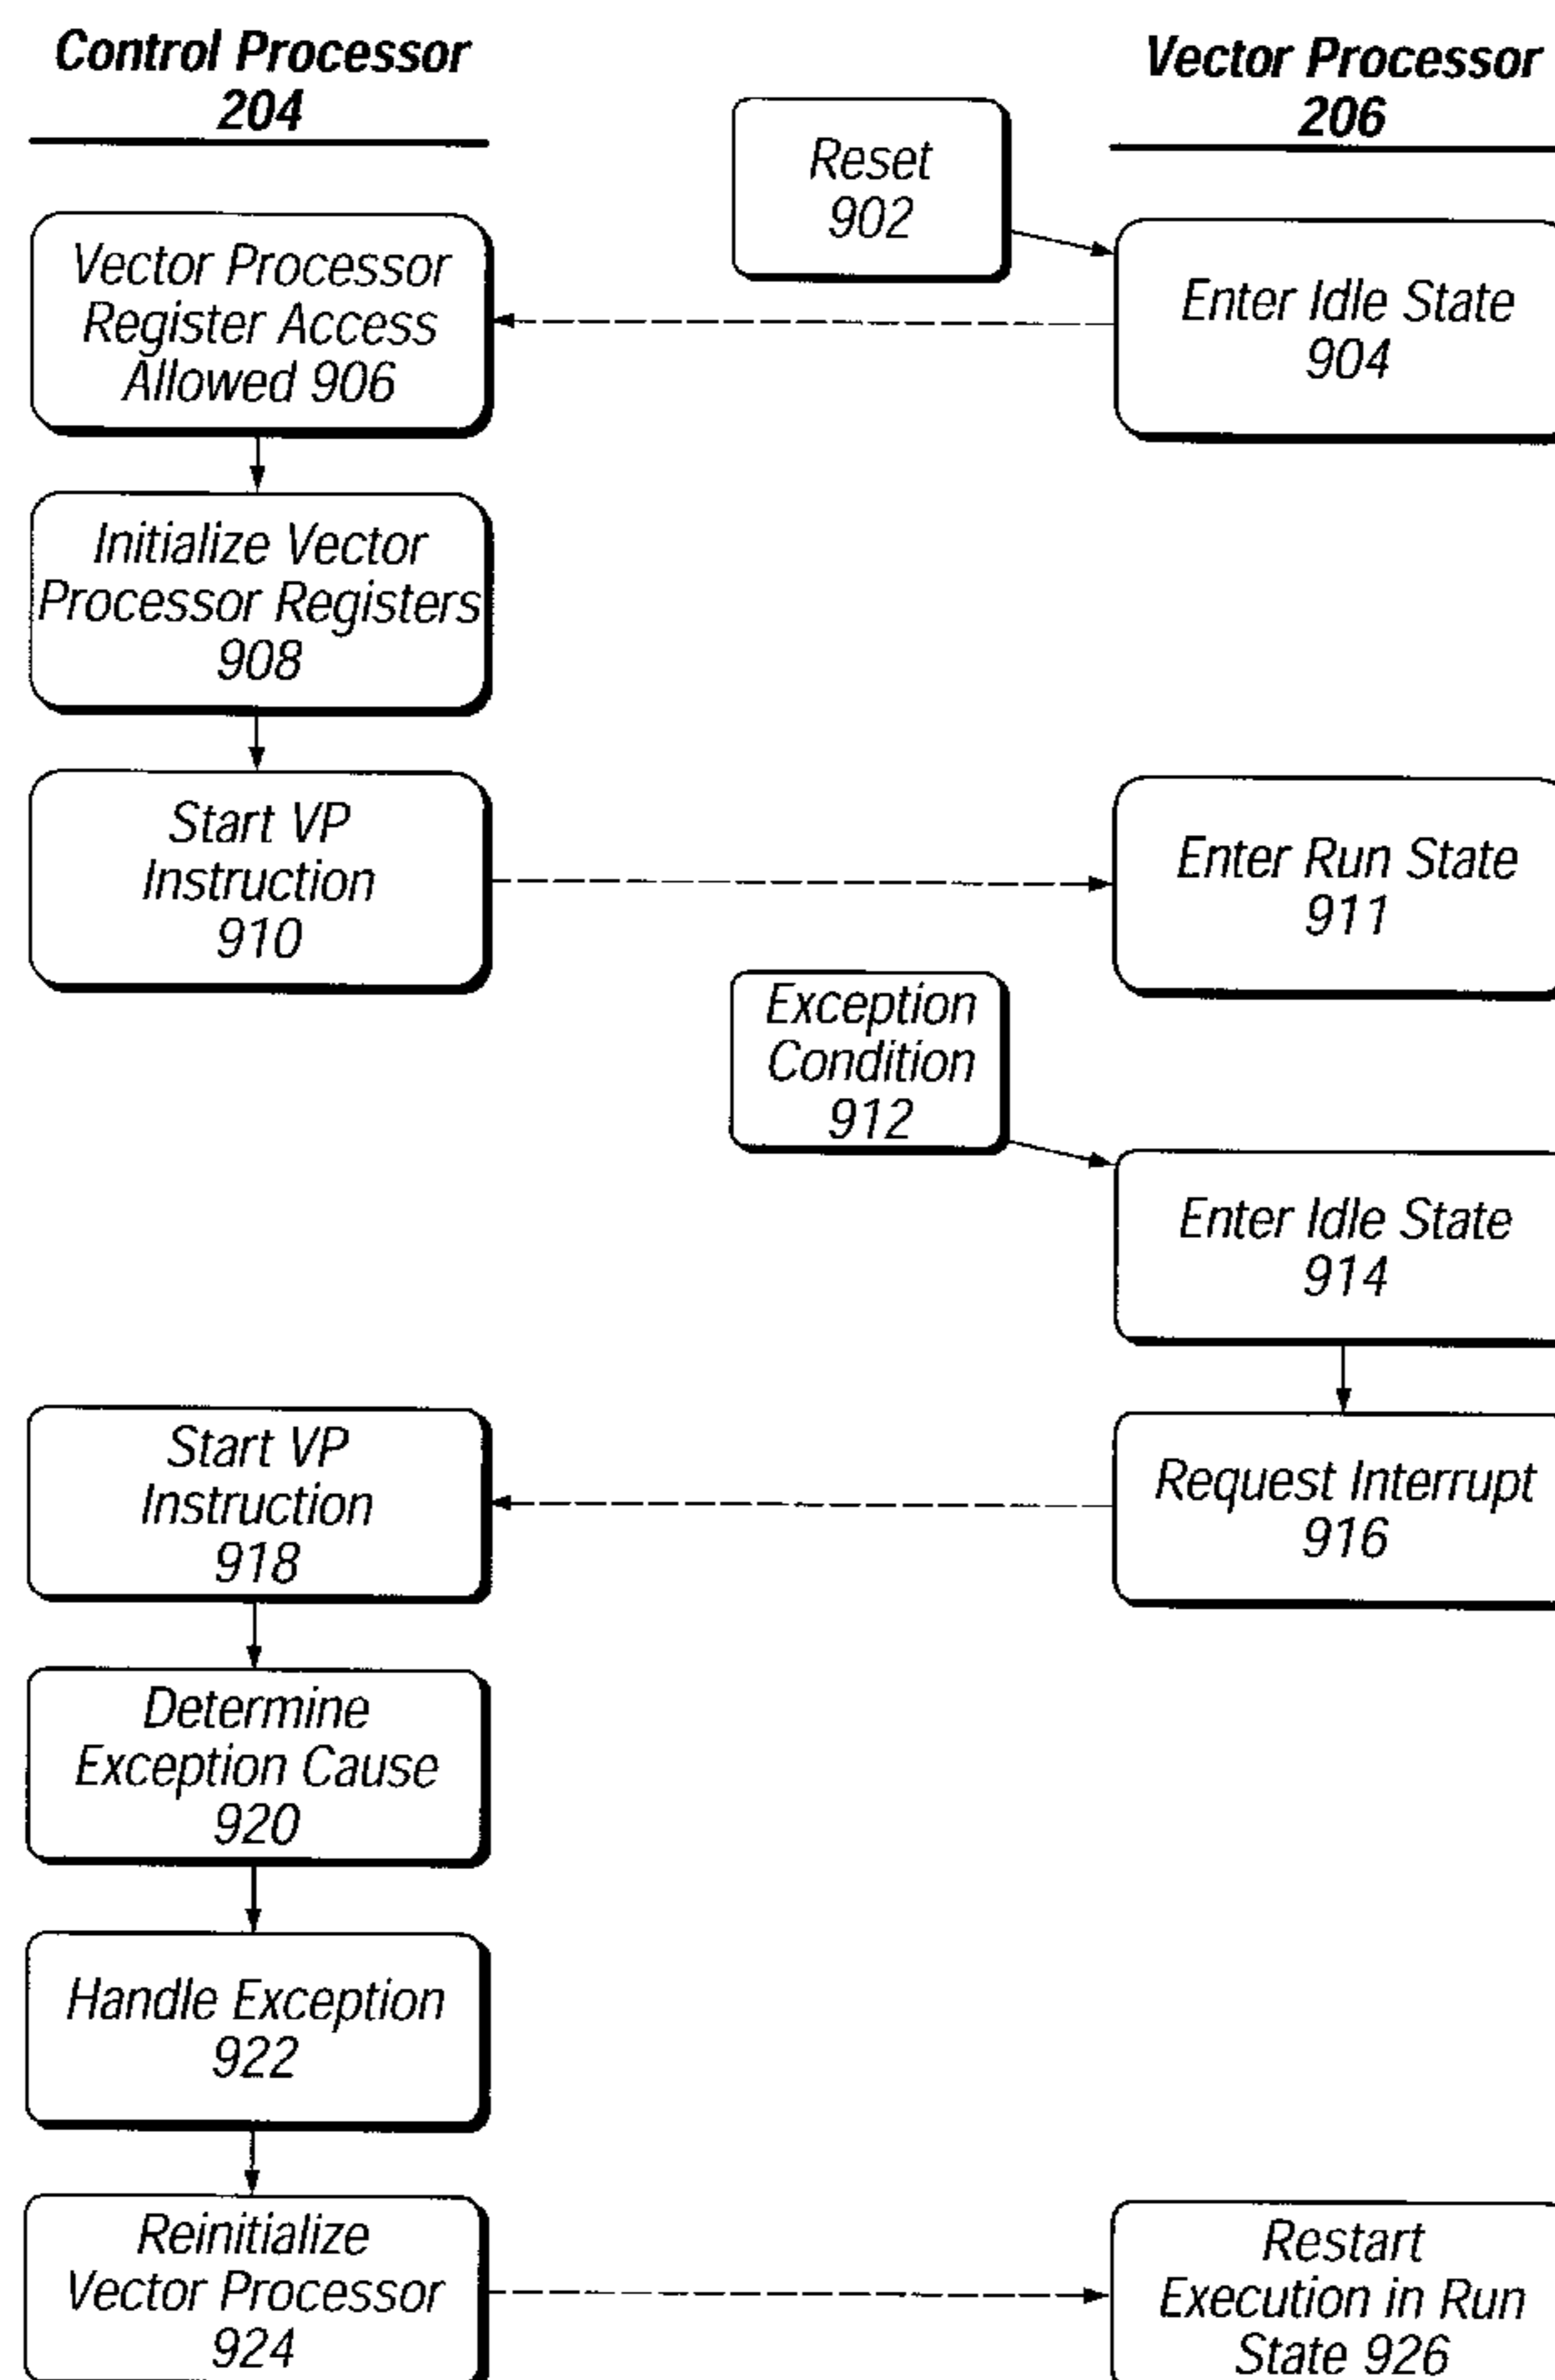 Control Processor
204
Vector Processor
206
Reset
902
Vector Processor
Register Access
Allowed 906
Enter Idle State
904
Initialize Vector
Processor Registers
908
Start VP
Instruction
910
Enter Run State
911
Exception
Condition
912
Enter Idle State
914
Start VP
Instruction
918
Request Interrupt
916
Determine
Exception Cause
920
Handle Exception
922
Reinitialize
Vector Processor
924
Restart
Execution in Run
State 926